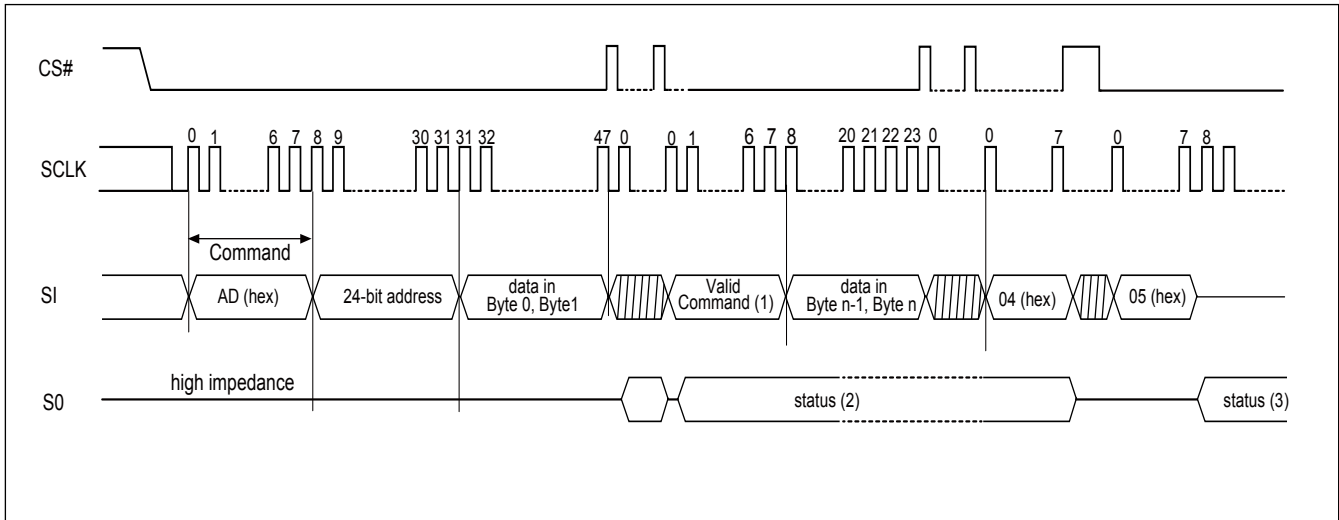 CS#
0 1 6 7 8 9 30 31 31 32 47 0 0 1 6 7 8 20 21 22 23 0 0 7 0 7 8
SCLK
Command
SI
AD (hex)
24-bit address
data in
Byte 0, Byte1
Valid
Command (1)
data in
Byte n-1, Byte n
04 (hex)
05 (hex)
high impedance
S0
status (2)
status (3)